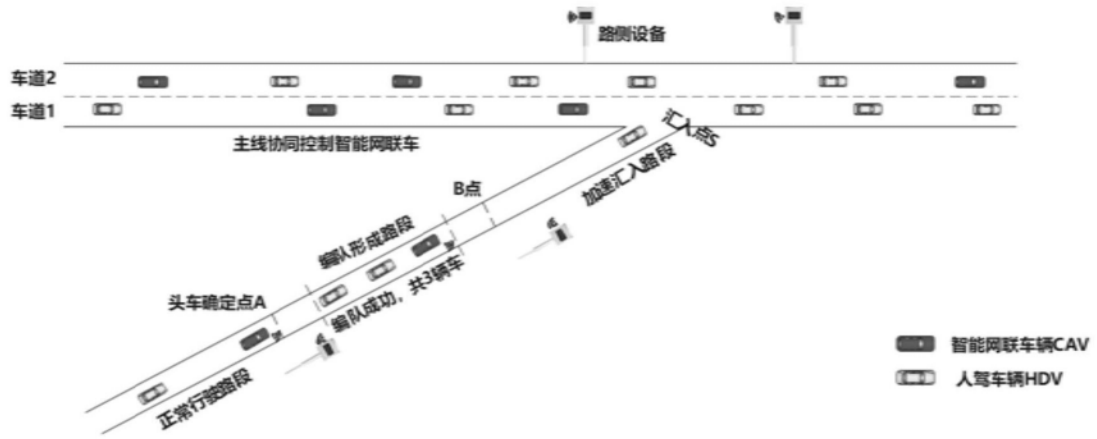 路侧设备
车道2
车道1
主线协同控制智能网联车
汇入点S
加速汇入路段
B点
编队形成路段
编队成功，共3辆车
头车确定点A
正常行驶路段
智能网联车辆CAV
人驾车辆HDV